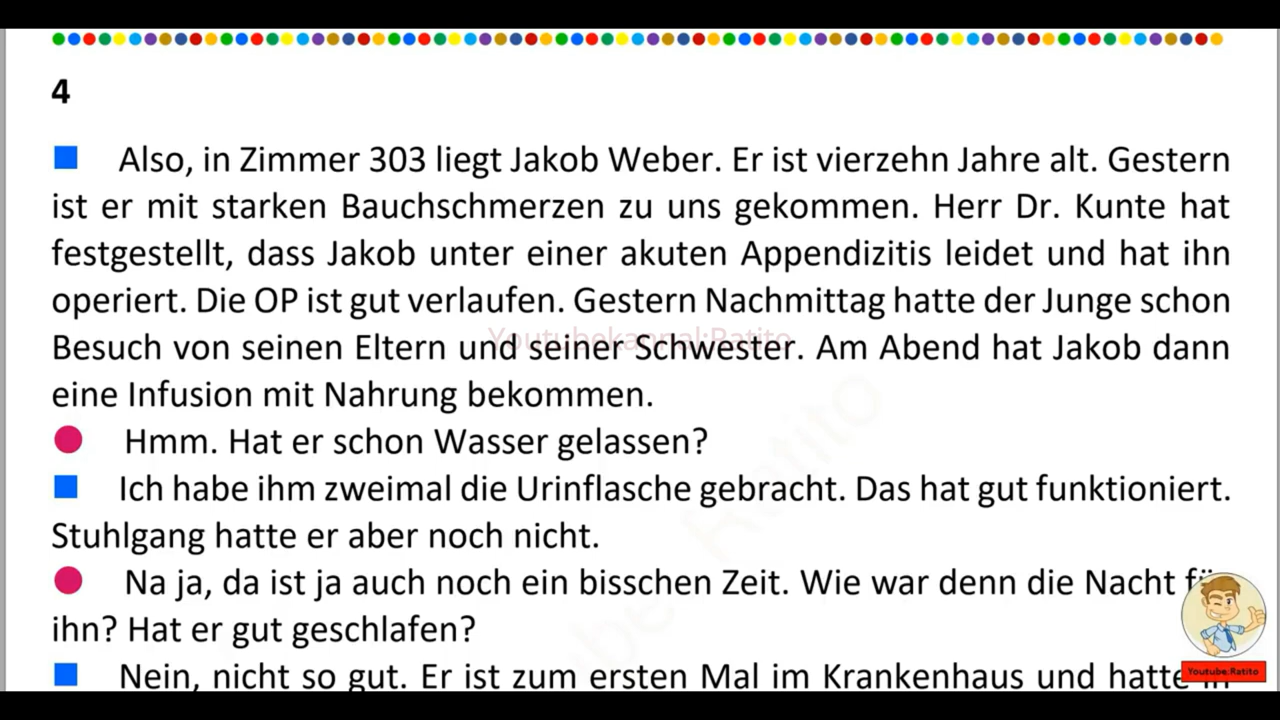 4
Also, in Zimmer 303 liegt Jakob Weber. Er ist vierzehn Jahre alt. Gestern
ist er mit starken Bauchschmerzen zu uns gekommen. Herr Dr. Kunte hat
festgestellt, dass Jakob unter einer akuten Appendizitis leidet und hat ihn
operiert. Die OP ist gut verlaufen. Gestern Nachmittag hatte der Junge schon
Youtubekannal:Ratito
Besuch von seinen Eltern und seiner Schwester. Am Abend hat Jakob dann
eine Infusion mit Nahrung bekommen.
Hmm. Hat er schon Wasser gelassen?
Ich habe ihm zweimal die Urinflasche gebracht. Das hat gut funktioniert.
Stuhlgang hatte er aber noch nicht.
Na ja, da ist ja auch noch ein bisschen Zeit. Wie war denn die Nacht
ihn? Hat er gut geschlafen?
Nein, nicht so gut. Er ist zum ersten Mal im Krankenhaus und hatte in
Youtube:Ratito